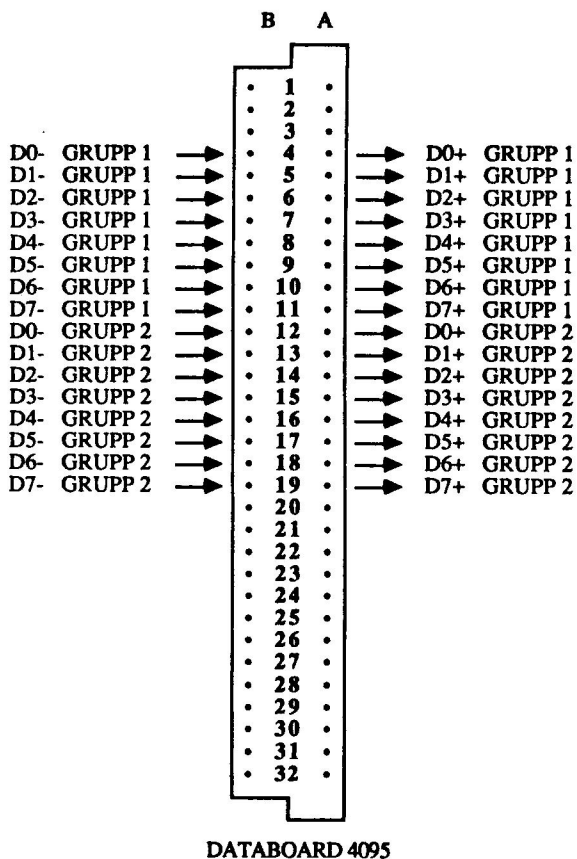 B A
1
2
3
D0- GRUPP 1 4 D0+ GRUPP 1
D1- GRUPP 1 5 D1+ GRUPP 1
D2- GRUPP 1 6 D2+ GRUPP 1
D3- GRUPP 1 7 D3+ GRUPP 1
D4- GRUPP 1 8 D4+ GRUPP 1
D5- GRUPP 1 9 D5+ GRUPP 1
D6- GRUPP 1 10 D6+ GRUPP 1
D7- GRUPP 1 11 D7+ GRUPP 1
D0- GRUPP 2 12 D0+ GRUPP 2
D1- GRUPP 2 13 D1+ GRUPP 2
D2- GRUPP 2 14 D2+ GRUPP 2
D3- GRUPP 2 15 D3+ GRUPP 2
D4- GRUPP 2 16 D4+ GRUPP 2
D5- GRUPP 2 17 D5+ GRUPP 2
D6- GRUPP 2 18 D6+ GRUPP 2
D7- GRUPP 2 19 D7+ GRUPP 2
20
21
22
23
24
25
26
27
28
29
30
31
32
DATABOARD 4095